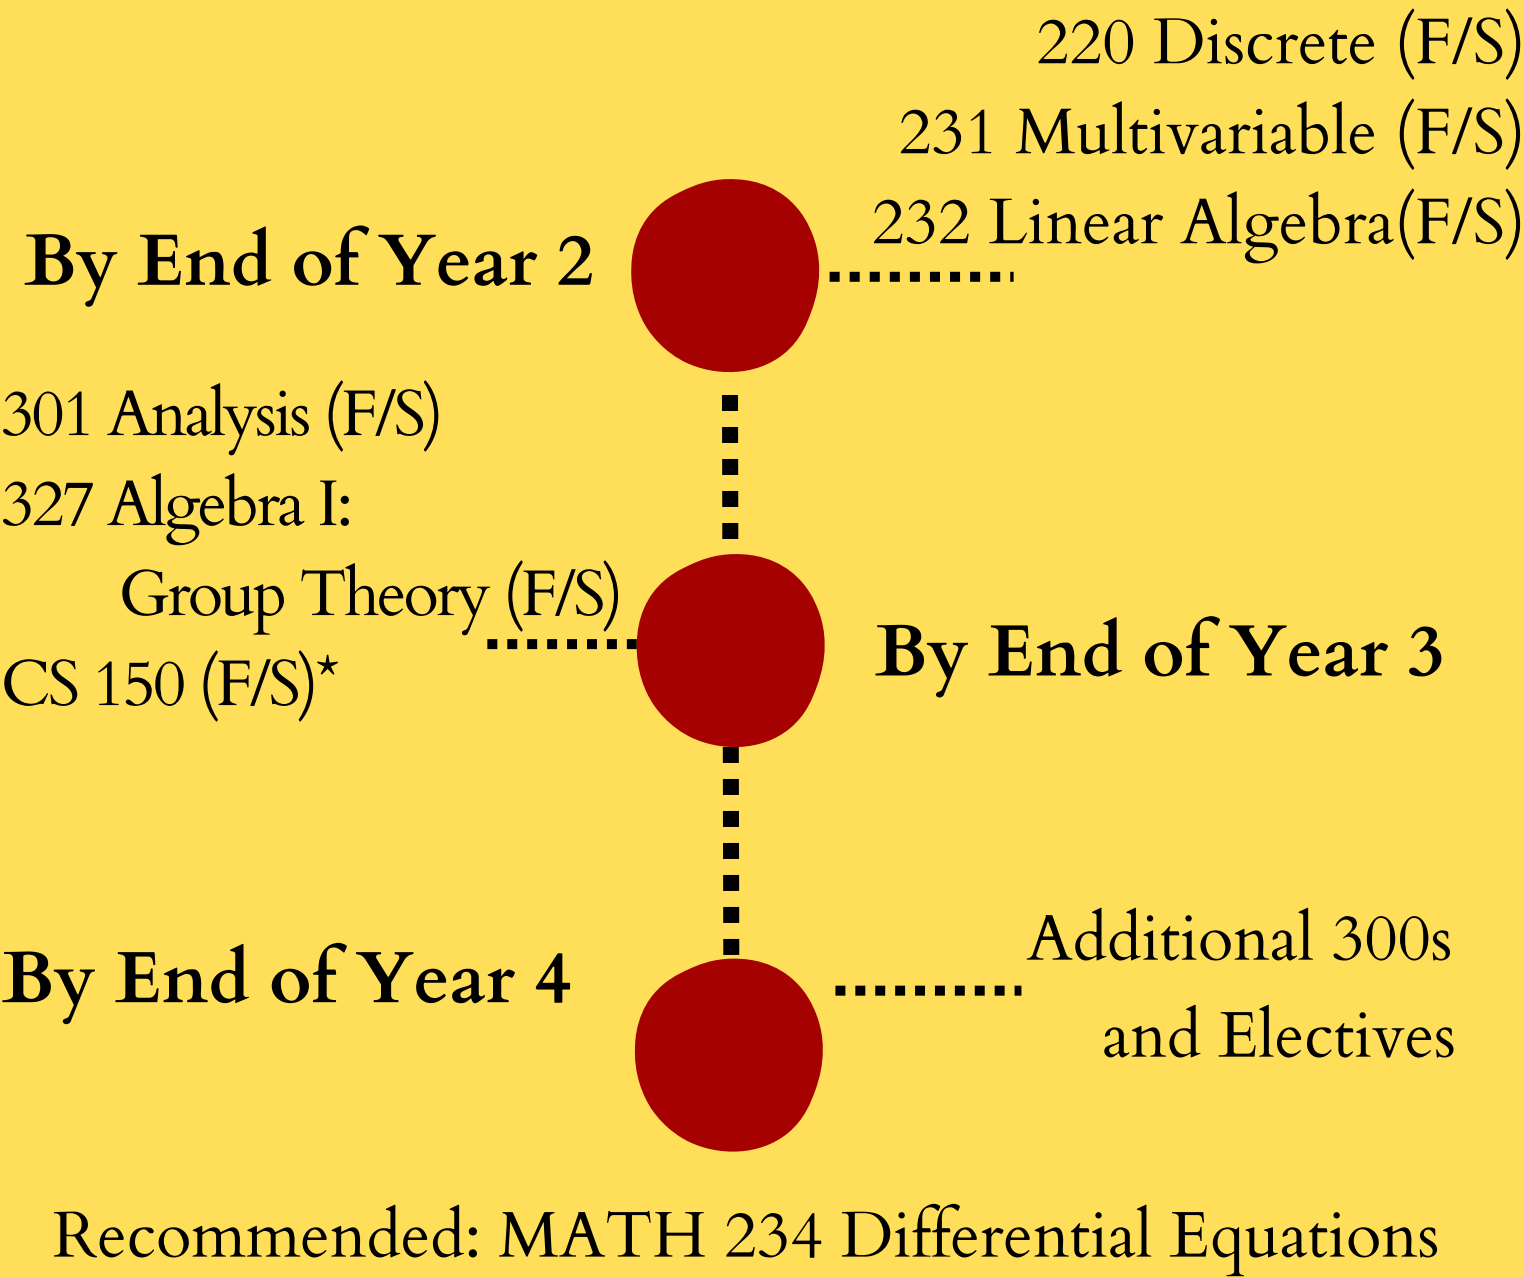 220 Discrete (F/S)
231 Multivariable (F/S)
232 Linear Algebra(F/S)
By End of Year 2
301 Analysis (F/S)
327 Algebra I:
Group Theory (F/S)
CS 150 (F/S)*
By End of Year 3
By End of Year 4
Additional 300s
and Electives
Recommended: MATH 234 Differential Equations